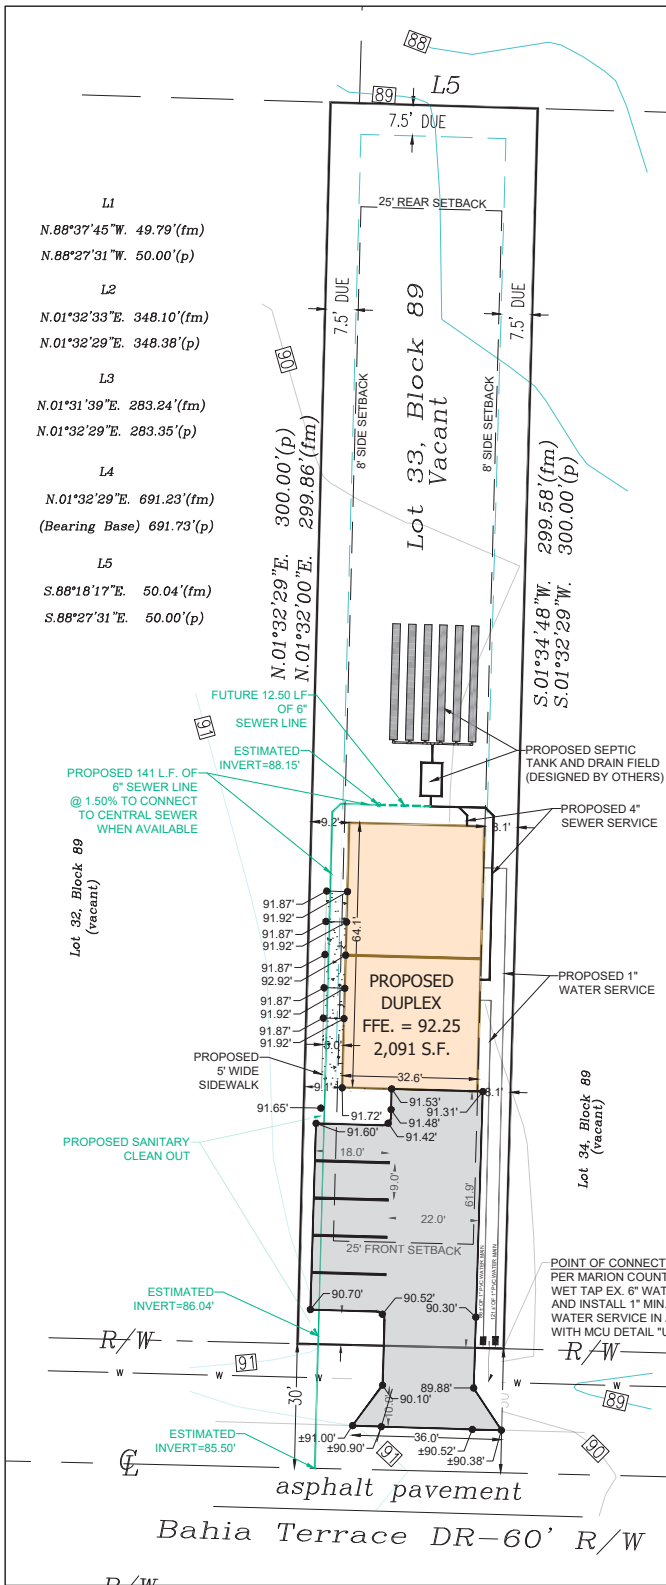 88
89
L5
7.5' DUE
25' REAR SETBACK
L1
N.88°37'45"W. 49.79'(fm)
N.88°27'31"W. 50.00'(p)
L2
N.01°32'33"E. 348.10'(fm)
N.01°32'29"E. 348.38'(p)
L3
N.01°31'39"E. 283.24'(fm)
N.01°32'29"E. 283.35'(p)
L4
N.01°32'29"E. 691.23'(fm)
(Bearing Base) 691.73'(p)
L5
S.88°18'17"E. 50.04'(fm)
S.88°27'31"E. 50.00'(p)
7.5' DUE
7.5' DUE
90
8' SIDE SETBACK
8' SIDE SETBACK
Lot 33, Block 89
Vacant
N.01°32'29"E. 300.00'(p)
N.01°32'00"E. 299.86'(fm)
S.01°34'48"W. 299.58'(fm)
S.01°32'29"W. 300.00'(p)
91
FUTURE 12.50 LF
OF 6"
SEWER LINE
ESTIMATED
INVERT=88.15'
PROPOSED 141 L.F. OF
6" SEWER LINE
@ 1.50% TO CONNECT
TO CENTRAL SEWER
WHEN AVAILABLE
PROPOSED SEPTIC
TANK AND DRAIN FIELD
(DESIGNED BY OTHERS)
PROPOSED 4"
SEWER SERVICE
9.2'
8.1'
Lot 32, Block 89
(vacant)
91.87'
91.92'
91.87'
91.92'
91.87'
92.92'
91.87'
91.92'
91.87'
91.92'
64.1'
PROPOSED
DUPLEX
FFE. = 92.25
2,091 S.F.
PROPOSED 1"
WATER SERVICE
5.0'
PROPOSED
5' WIDE
SIDEWALK
32.6'
9.1'
8.1'
91.53'
91.31'
91.65'
91.72'
91.48'
91.60'
91.42'
Lot 34, Block 89
(vacant)
PROPOSED SANITARY
CLEAN OUT
18.0'
9.0'
61.9'
22.0'
25' FRONT SETBACK
POINT OF CONNECT
PER MARION COUNT
WET TAP EX. 6" WAT
AND INSTALL 1" MIN.
WATER SERVICE IN
WITH MCU DETAIL "U
ESTIMATED
INVERT=86.04'
90.70'
90.52'
90.30'
R/W
R/W
91
W
W
W
W
30'
89.88'
90.10'
10.0'
89
±91.00'
±90.90'
36.0'
±90.52'
±90.38'
91
90
ESTIMATED
INVERT=85.50'
CL
asphalt pavement
Bahia Terrace DR-60' R/W
R/W